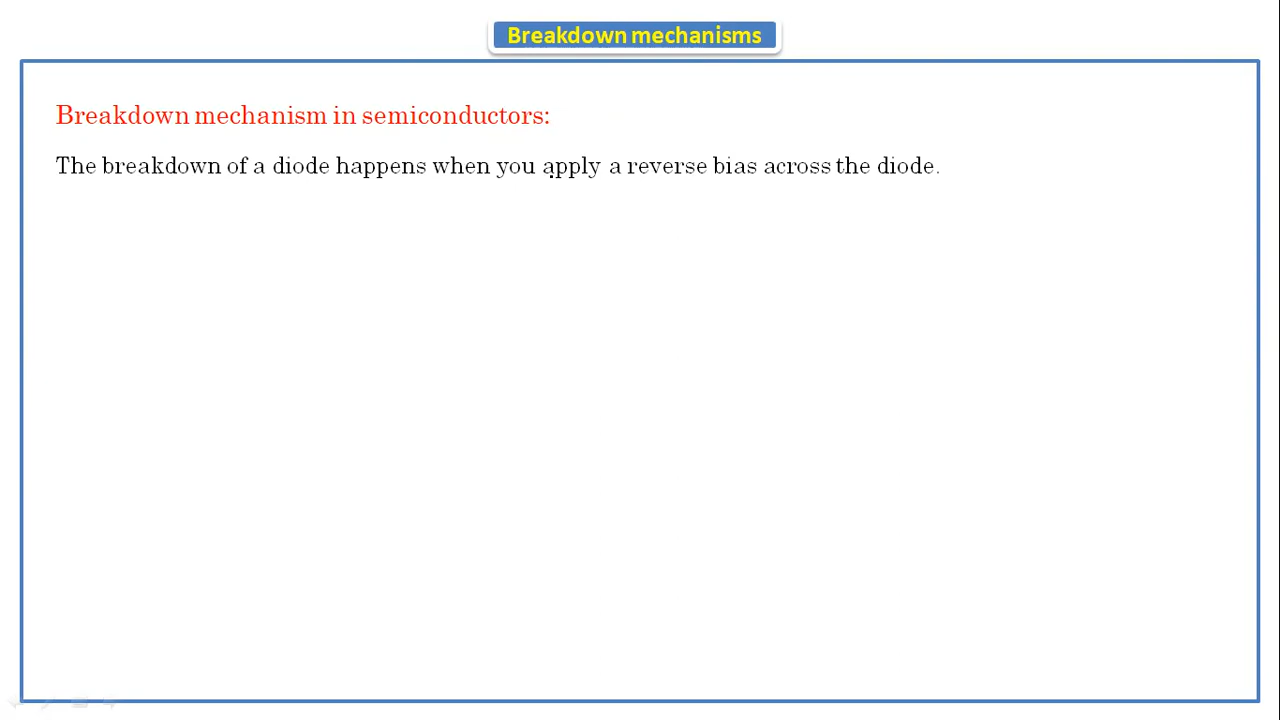 Breakdown mechanisms
Breakdown mechanism in semiconductors:
The breakdown of a diode happens when you apply a reverse bias across the diode.